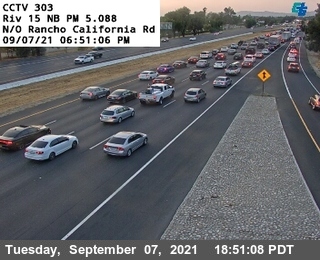 CCTV 303
Riv 15 NB PM 5.088
N/O Rancho California Rd
09/07/21 06:51:06 PM
Tuesday, September 07, 2021 18:51:08 PDT